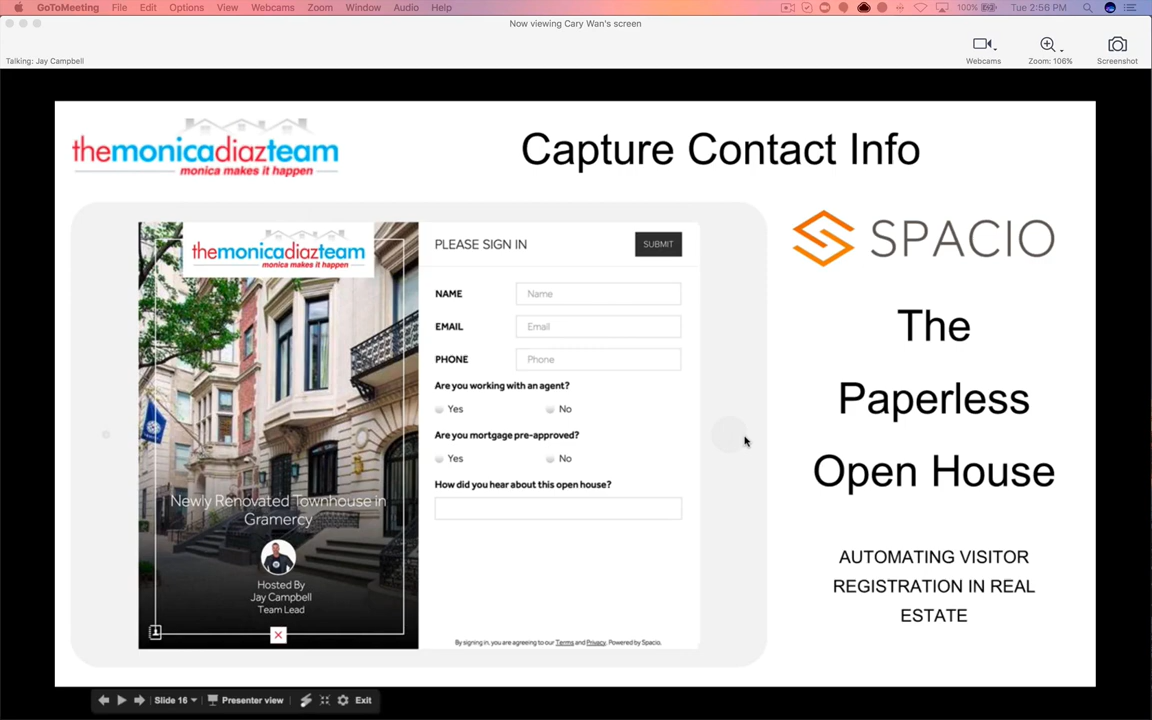 GoToMeeting File Edit Options View Webcams Zoom Window Audio Help 100% Tue 2:56 PM
Now viewing Cary Wan's screen
Talking: Jay Campbell
Webcams
Zoom: 106%
Screenshot
themonicadiazteam
monica makes it happen
Capture Contact Info
themonicadiazteam
monica makes it happen
Newly Renovated Townhouse in
Gramercy
Hosted By
Jay Campbell
Team Lead
PLEASE SIGN IN
SUBMIT
NAME Name
EMAIL Email
PHONE Phone
Are you working with an agent?
Yes No
Are you mortgage pre-approved?
Yes No
How did you hear about this open house?
By signing in, you are agreeing to our Terms and Privacy. Powered by Spacio.
SPACIO
The
Paperless
Open House
AUTOMATING VISITOR
REGISTRATION IN REAL
ESTATE
Slide 16 Presenter view Exit